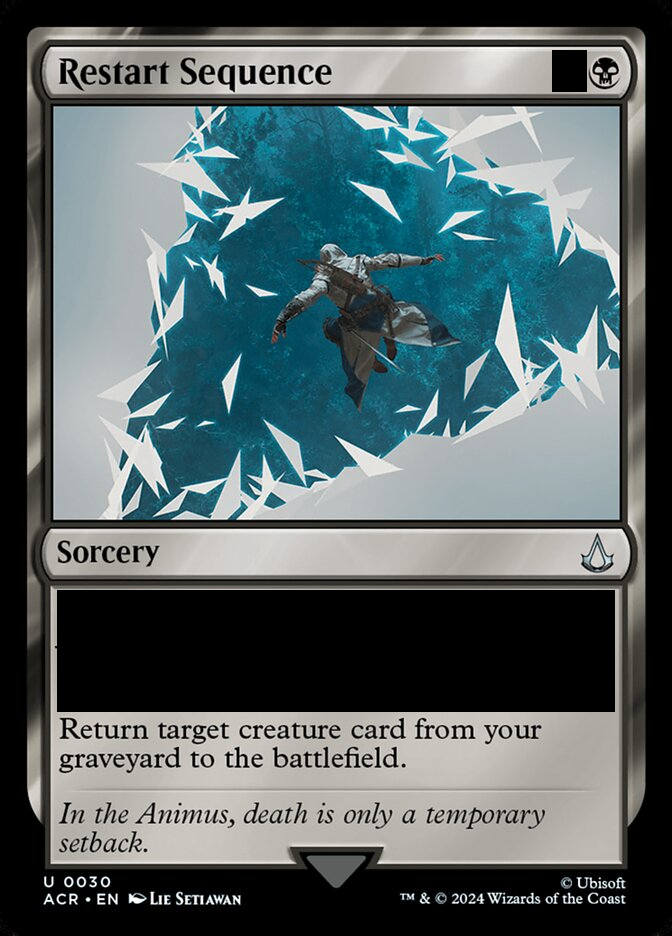 Restart Sequence
Sorcery
Return target creature card from your
graveyard to the battlefield.
In the Animus, death is only a temporary
setback.
U 0030
ACR • EN Lie Setiawan
© Ubisoft
™ & © 2024 Wizards of the Coast